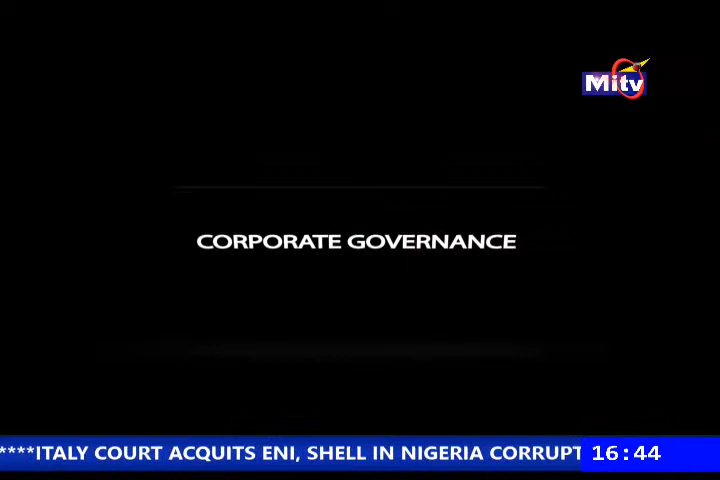 Mitv
CORPORATE GOVERNANCE
****ITALY COURT ACQUITS ENI, SHELL IN NIGERIA CORRUPT
16:44